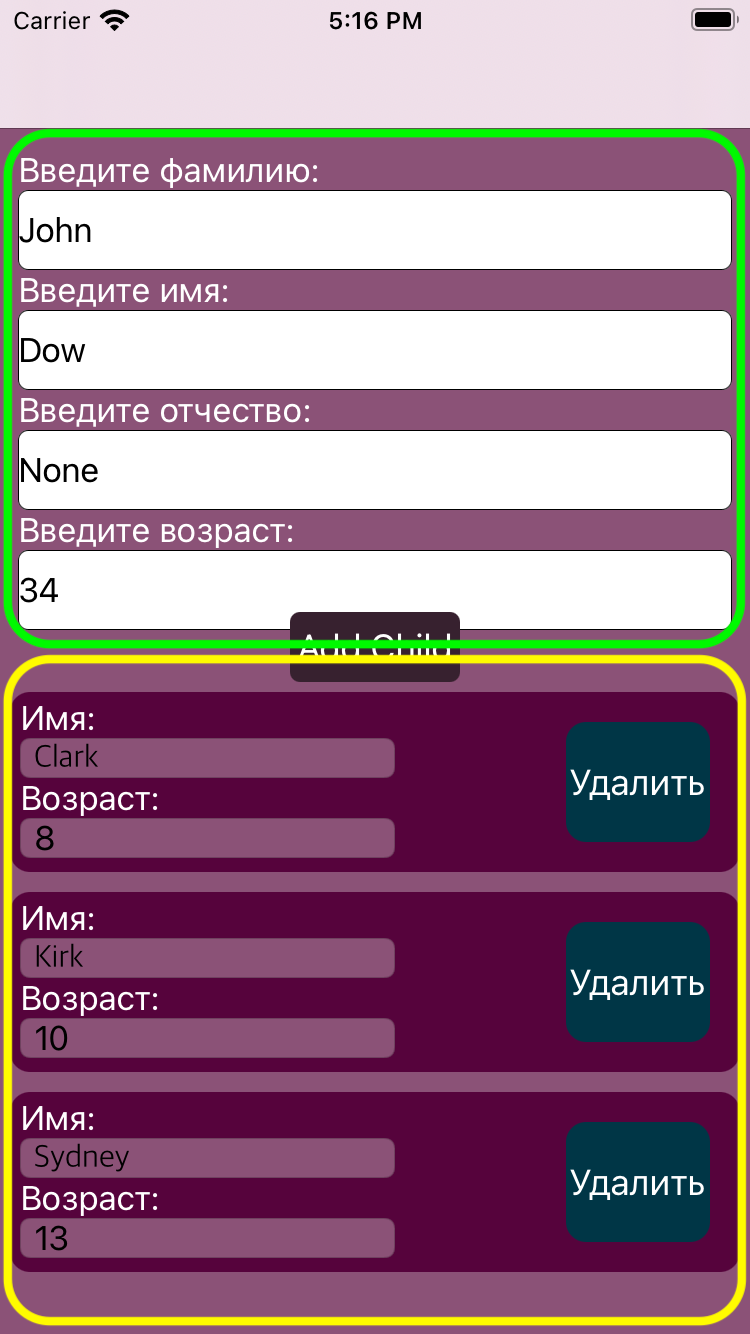 Carrier 5:16 PM
Введите фамилию:
John
Введите имя:
Dow
Введите отчество:
None
Введите возраст:
34
Add Child
Имя:
Clark
Возраст:
8
Удалить
Имя:
Kirk
Возраст:
10
Удалить
Имя:
Sydney
Возраст:
13
Удалить